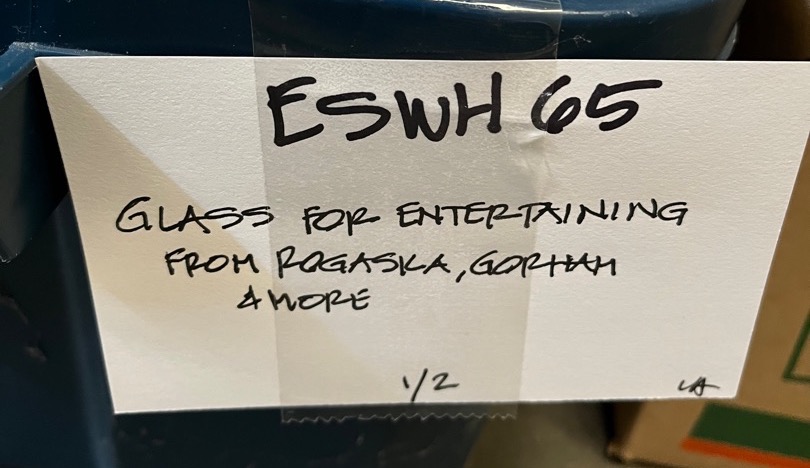 ESWH 65
GLASS FOR ENTERTAINING
FROM ROGASKA, GORHAM
& MORE
1/2
LA